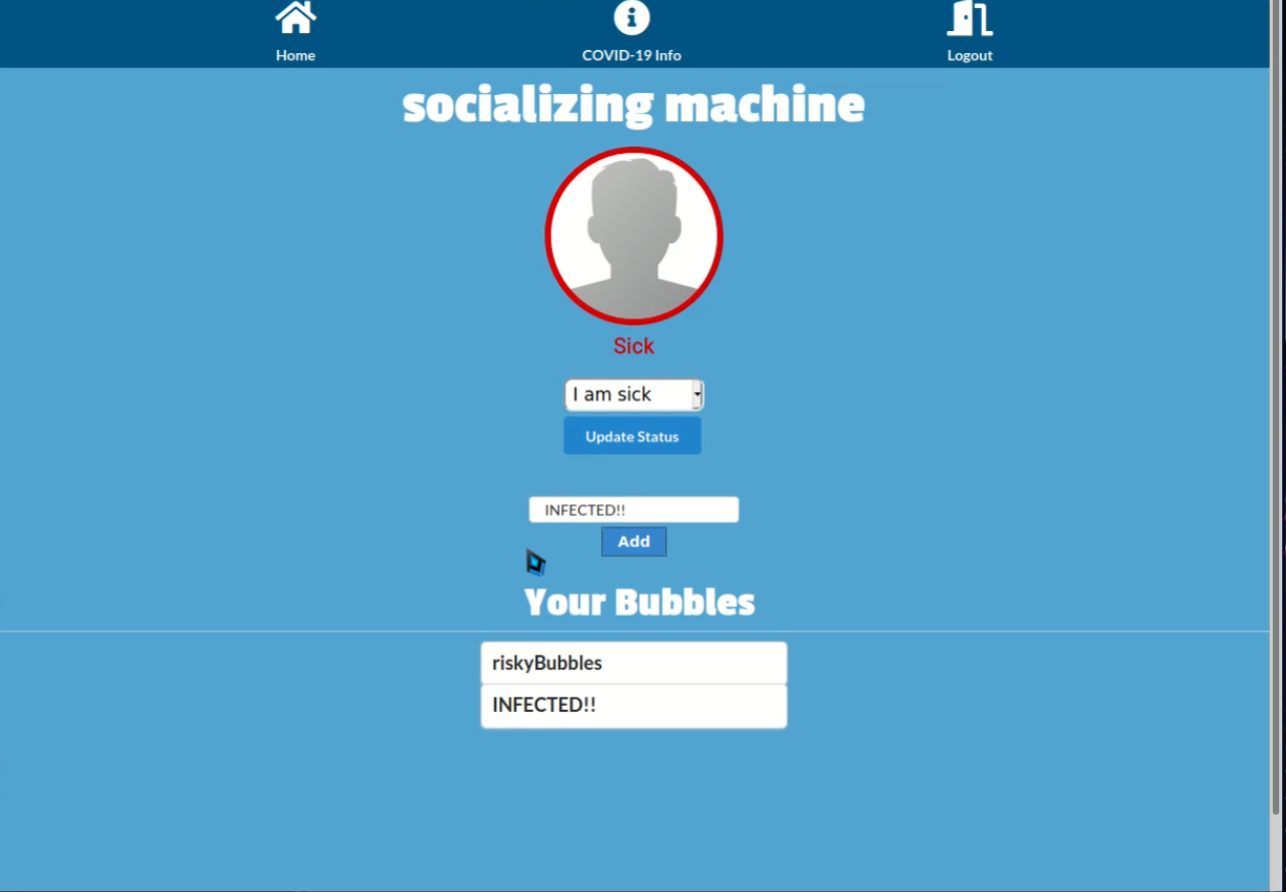 Home
COVID-19 Info
Logout
socializing machine
Sick
I am sick
Update Status
INFECTED!!
Add
Your Bubbles
riskyBubbles
INFECTED!!